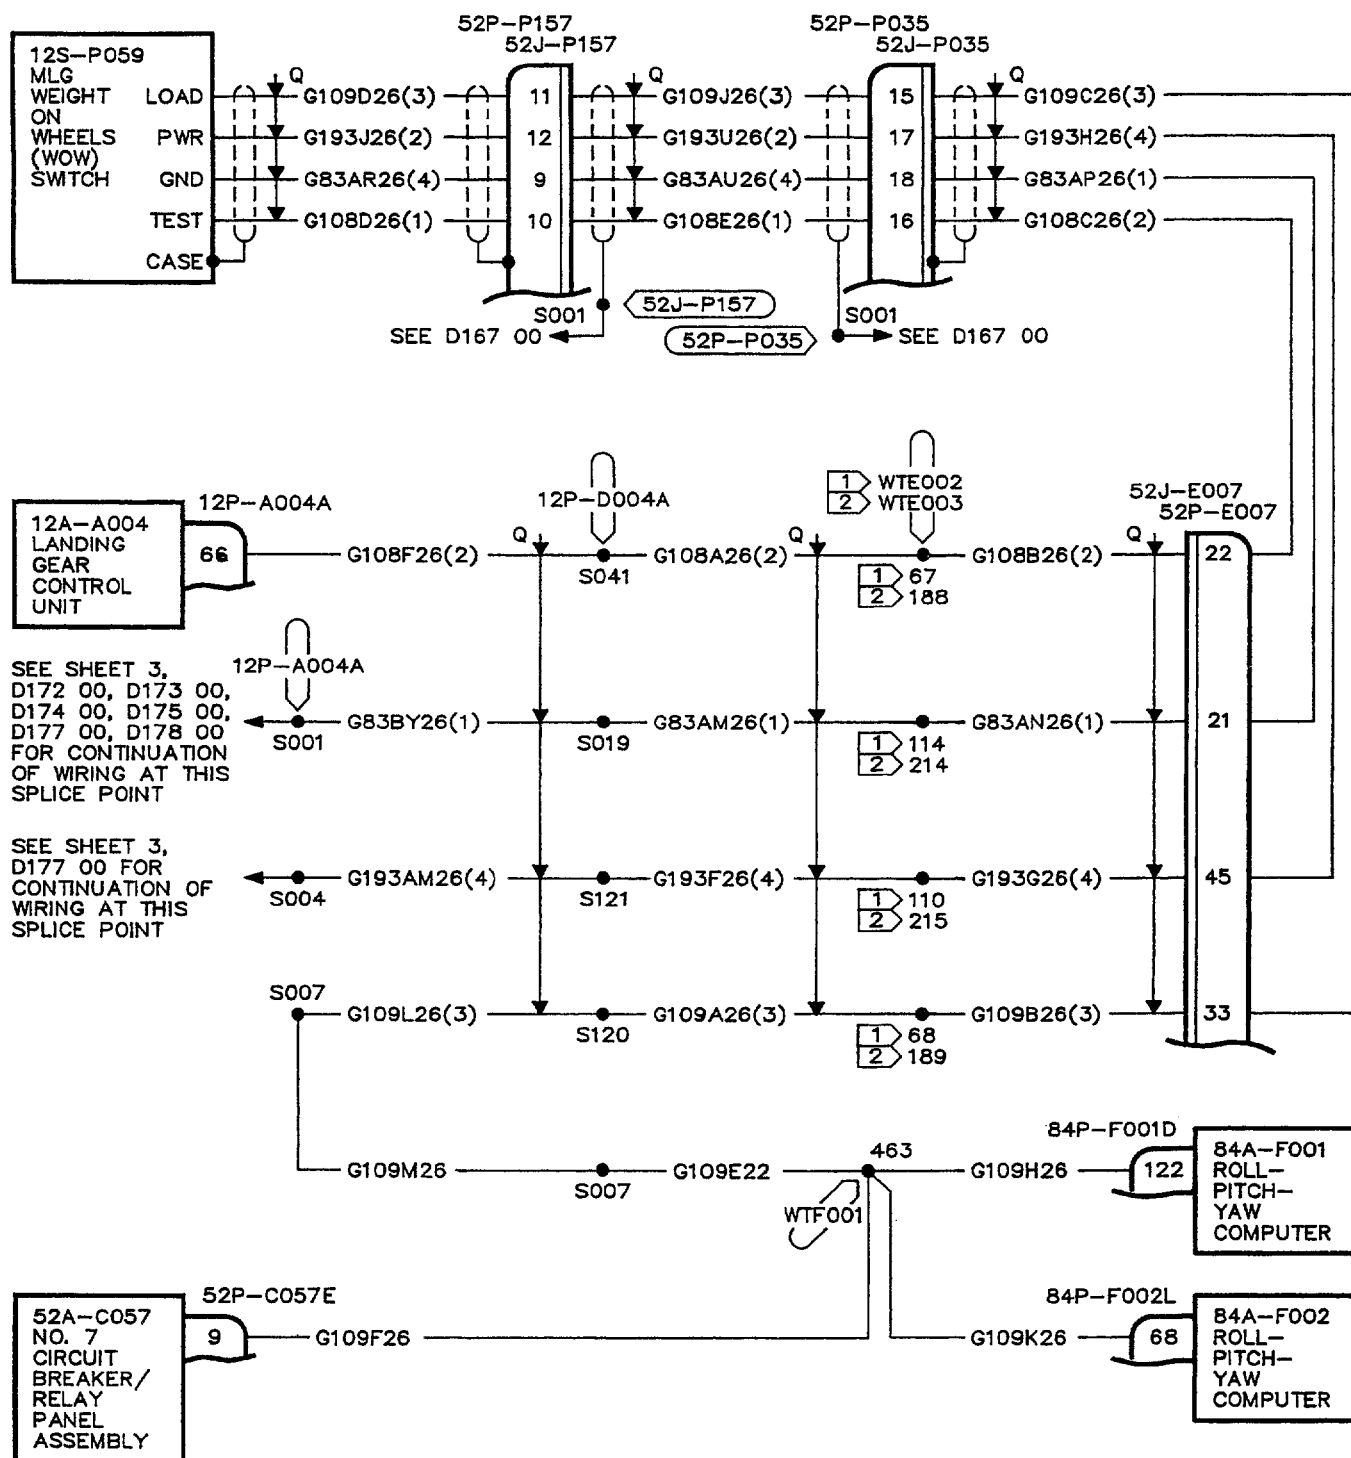 52P-P157
52J-P157
52P-P035
52J-P035
12S-P059
MLG
WEIGHT
ON
WHEELS
(WOW)
SWITCH
LOAD
PWR
GND
TEST
CASE
Q
G109D26(3)
G193J26(2)
G83AR26(4)
G108D26(1)
11
12
9
10
G109J26(3)
G193U26(2)
G83AU26(4)
G108E26(1)
Q
15
17
18
16
Q
G109C26(3)
G193H26(4)
G83AP26(1)
G108C26(2)
S001
52J-P157
SEE D167 00
52P-P035
S001
SEE D167 00
12A-A004
LANDING
GEAR
CONTROL
UNIT
12P-A004A
66
G108F26(2)
Q
12P-D004A
S041
G108A26(2)
Q
1 WTE002
2 WTE003
1 67
2 188
G108B26(2)
Q
52J-E007
52P-E007
22
SEE SHEET 3,
D172 00, D173 00,
D174 00, D175 00,
D177 00, D178 00
FOR CONTINUATION
OF WIRING AT THIS
SPLICE POINT
12P-A004A
S001
G83BY26(1)
S019
G83AM26(1)
1 114
2 214
G83AN26(1)
21
SEE SHEET 3,
D177 00 FOR
CONTINUATION OF
WIRING AT THIS
SPLICE POINT
S004
G193AM26(4)
S121
G193F26(4)
1 110
2 215
G193G26(4)
45
S007
G109L26(3)
S120
G109A26(3)
1 68
2 189
G109B26(3)
33
G109M26
S007
G109E22
463
WTF001
G109H26
84P-F001D
122
84A-F001
ROLL-
PITCH-
YAW
COMPUTER
52A-C057
NO. 7
CIRCUIT
BREAKER/
RELAY
PANEL
ASSEMBLY
52P-C057E
9
G109F26
G109K26
84P-F002L
68
84A-F002
ROLL-
PITCH-
YAW
COMPUTER